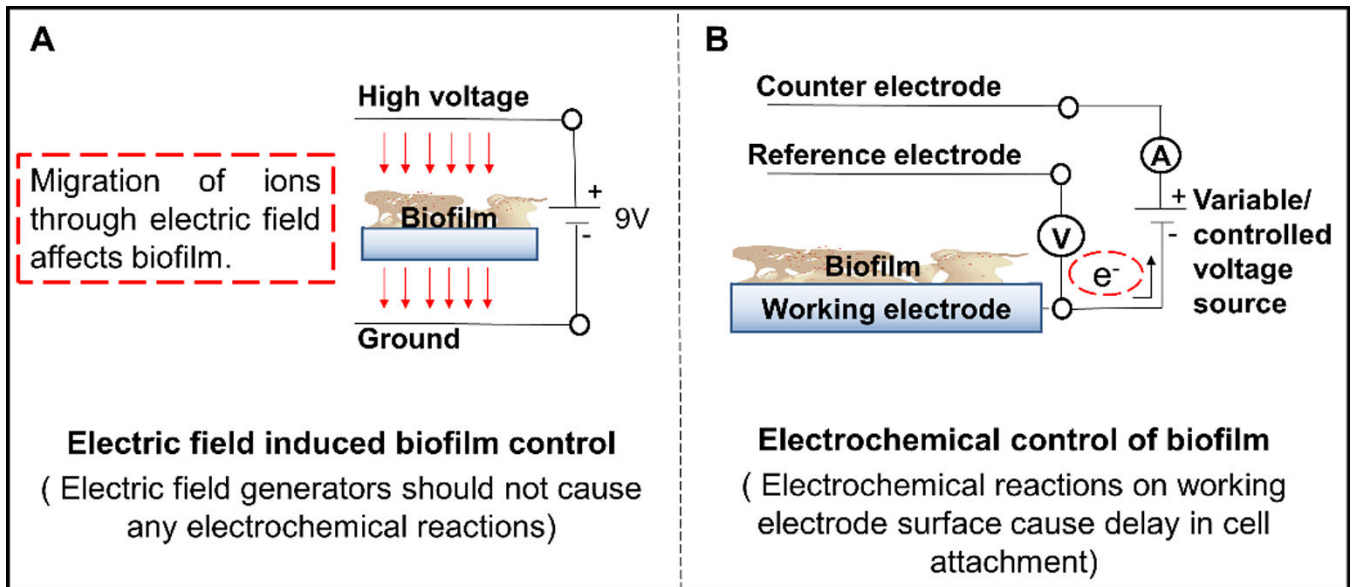 A
High voltage
Migration of ions
through electric field
affects biofilm.
Biofilm
+
-
9V
Ground
Electric field induced biofilm control
( Electric field generators should not cause
any electrochemical reactions)
B
Counter electrode
Reference electrode
A
V
+
-
Variable/
controlled
voltage
source
e-
Biofilm
Working electrode
Electrochemical control of biofilm
( Electrochemical reactions on working
electrode surface cause delay in cell
attachment)